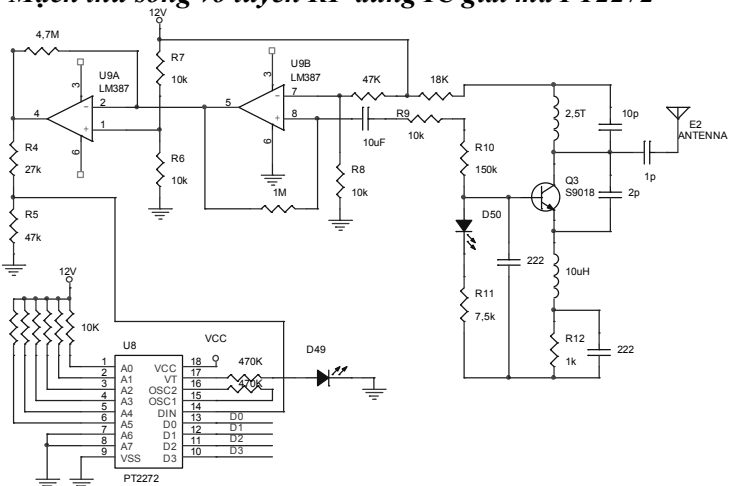 Mạch thu sóng vô tuyến RF dùng IC giải mã PT2272
12V
4,7M
U9A
LM387
R7
10k
U9B
LM387
47K
18K
3
2
1
4
6
3
7
8
5
6
R9
10k
10uF
2,5T
10p
E2
ANTENNA
1p
R4
27k
R6
10k
R8
10k
R10
150k
Q3
S9018
2p
1M
R5
47k
D50
222
10uH
R11
7,5k
R12
1k
222
12V
10K
U8
VCC
470K
470K
D49
1 A0 VCC 18
2 A1 VT 17
3 A2 OSC2 16
4 A3 OSC1 15
5 A4 DIN 14
6 A5 D0 13 D0
7 A6 D1 12 D1
8 A7 D2 11 D2
9 VSS D3 10 D3
PT2272